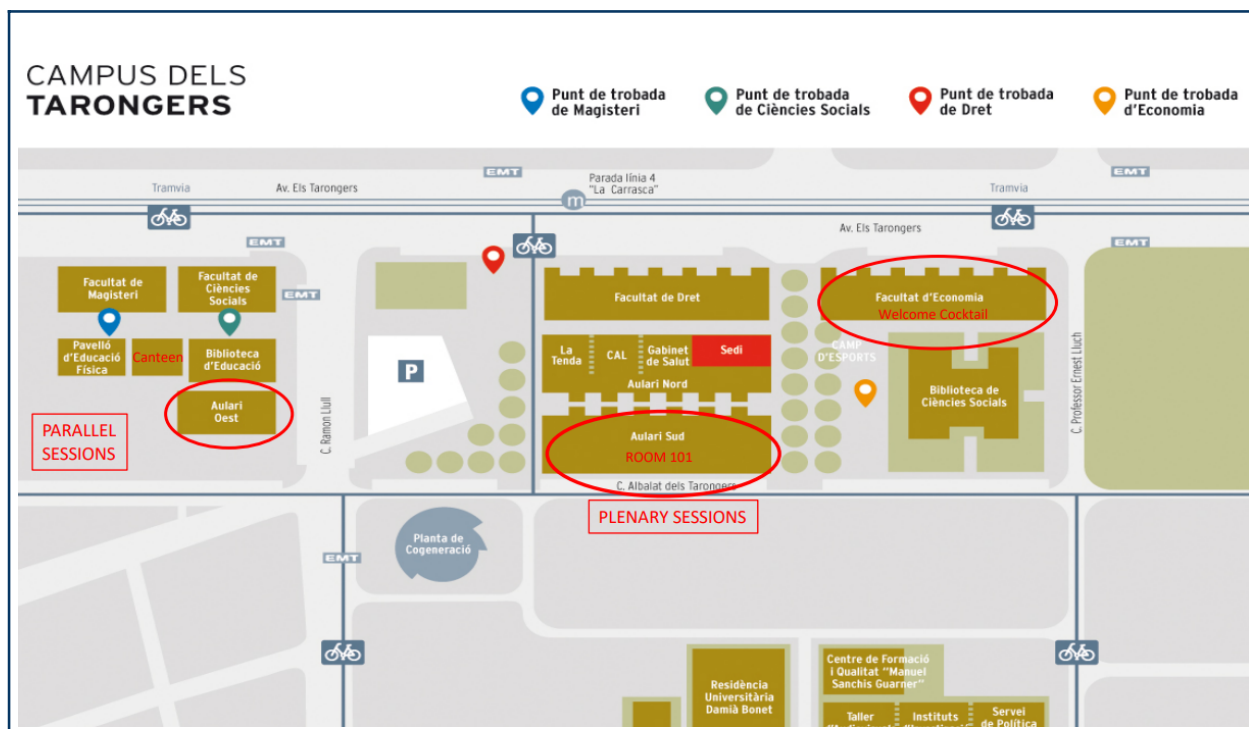 CAMPUS DELS
TARONGERS
Punt de trobada
de Magisteri
Punt de trobada
de Ciències Socials
Punt de trobada
de Dret
Punt de trobada
d'Economia
EMT
EMT
Parada línia 4
"La Carrasca"
m
Tramvia
Av. Els Tarongers
Tramvia
Av. Els Tarongers
EMT
EMT
EMT
Facultat de
Magisteri
Facultat de
Ciències
Socials
Facultat de Dret
Facultat d'Economia
Welcome Cocktail
Pavelló
d'Educació
Física
Canteen
Biblioteca
d'Educació
P
La
Tenda
CAL
Gabinet
de Salut
Sedi
Aulari Nord
CAMP
D'ESPORTS
Biblioteca de
Ciències Socials
C. Professor Ernest Lluch
C. Ramon Llull
Aulari
Oest
PARALLEL
SESSIONS
Aulari Sud
ROOM 101
C. Albalat dels Tarongers
PLENARY SESSIONS
Planta de
Cogeneració
EMT
Residència
Universitària
Damià Bonet
Centre de Formació
i Qualitat "Manuel
Sanchis Guarner"
Taller
Instituts
Servei
de Política